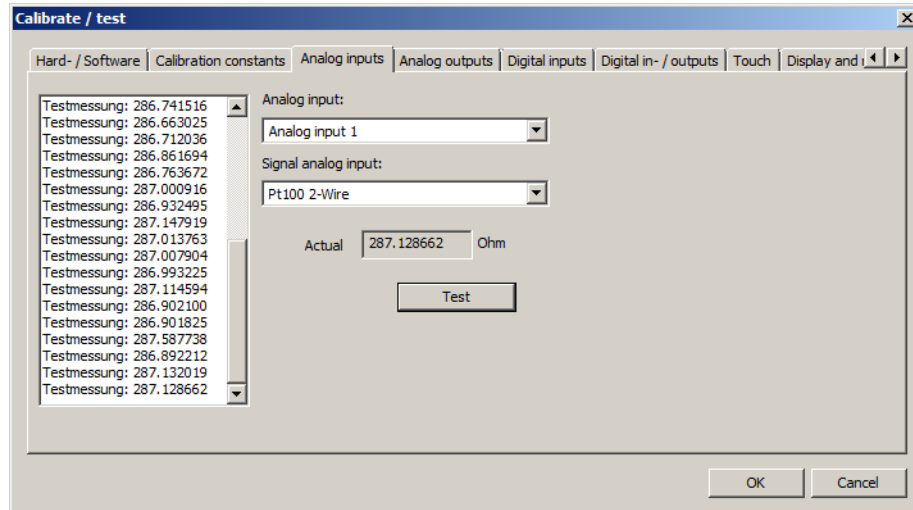 Calibrate / test
Hard- / Software Calibration constants Analog inputs Analog outputs Digital inputs Digital in- / outputs Touch Display and
Testmessung: 286.741516
Testmessung: 286.663025
Testmessung: 286.712036
Testmessung: 286.861694
Testmessung: 286.763672
Testmessung: 287.000916
Testmessung: 286.932495
Testmessung: 287.147919
Testmessung: 287.013763
Testmessung: 287.007904
Testmessung: 286.993225
Testmessung: 287.114594
Testmessung: 286.902100
Testmessung: 286.901825
Testmessung: 287.587738
Testmessung: 286.892212
Testmessung: 287.132019
Testmessung: 287.128662
Analog input:
Analog input 1
Signal analog input:
Pt100 2-Wire
Actual 287.128662 Ohm
Test
OK Cancel